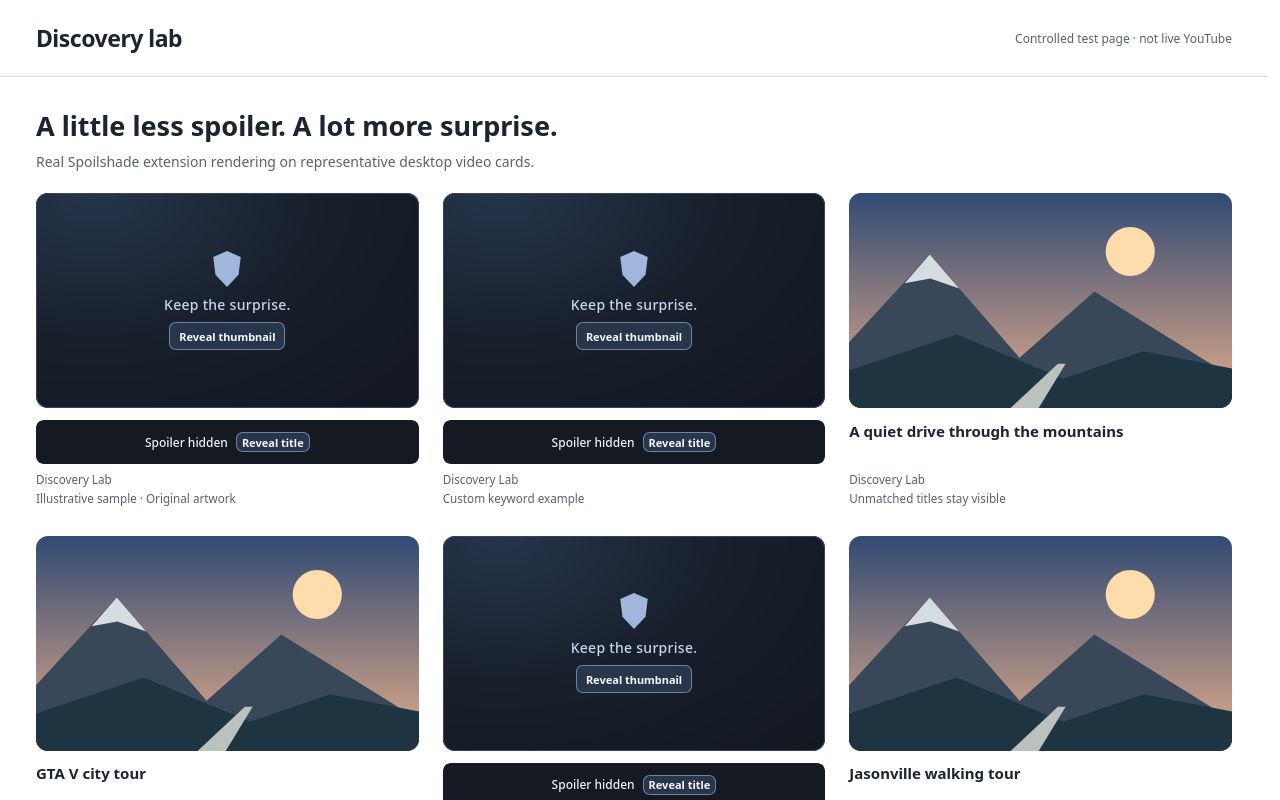 Discovery lab
Controlled test page · not live YouTube
A little less spoiler. A lot more surprise.
Real Spoilshade extension rendering on representative desktop video cards.
Keep the surprise.
Reveal thumbnail
Spoiler hidden Reveal title
Discovery Lab
Illustrative sample · Original artwork
Keep the surprise.
Reveal thumbnail
Spoiler hidden Reveal title
Discovery Lab
Custom keyword example
A quiet drive through the mountains
Discovery Lab
Unmatched titles stay visible
GTA V city tour
Keep the surprise.
Reveal thumbnail
Spoiler hidden Reveal title
Jasonville walking tour